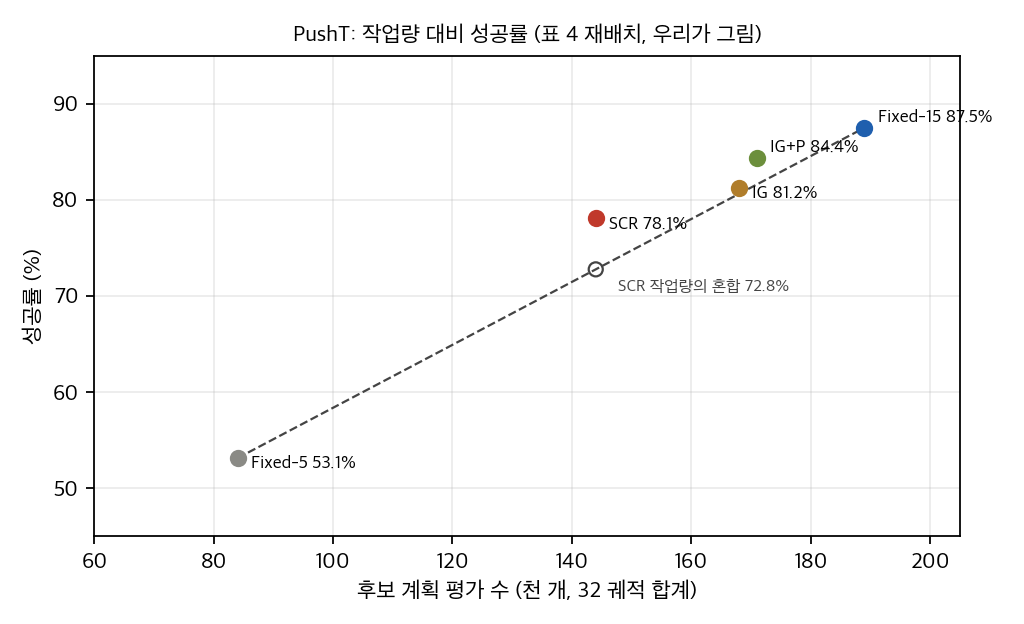 PushT: 작업량 대비 성공률 (표 4 재배치, 우리가 그림)
90
80
70
60
50
성공률 (%)
Fixed-15 87.5%
IG+P 84.4%
IG 81.2%
SCR 78.1%
SCR 작업량의 혼합 72.8%
Fixed-5 53.1%
60 80 100 120 140 160 180 200
후보 계획 평가 수 (천 개, 32 궤적 합계)